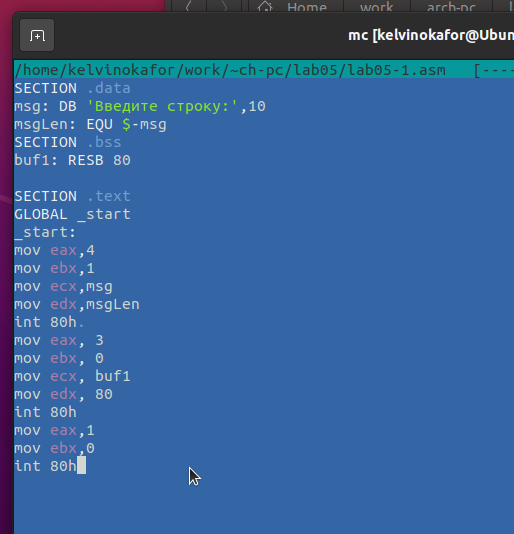 Home work arch-pc
mc [kelvinokafor@Ubun
/home/kelvinokafor/work/~ch-pc/lab05/lab05-1.asm [----
SECTION .data
msg: DB 'Введите строку:',10
msgLen: EQU $-msg
SECTION .bss
buf1: RESB 80
SECTION .text
GLOBAL _start
_start:
mov eax,4
mov ebx,1
mov ecx,msg
mov edx,msgLen
int 80h.
mov eax, 3
mov ebx, 0
mov ecx, buf1
mov edx, 80
int 80h
mov eax,1
mov ebx,0
int 80h